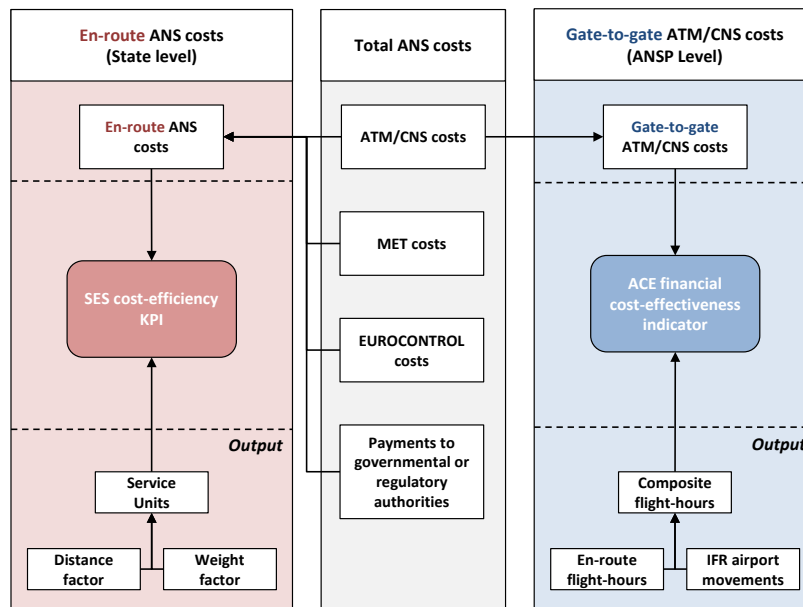 En-route ANS costs
(State level)
Total ANS costs
Gate-to-gate ATM/CNS costs
(ANSP Level)
En-route ANS
costs
ATM/CNS costs
Gate-to-gate
ATM/CNS costs
MET costs
SES cost-efficiency
KPI
ACE financial
cost-effectiveness
indicator
EUROCONTROL
costs
Output
Payments to
governmental or
regulatory
authorities
Output
Service
Units
Composite
flight-hours
Distance
factor
Weight
factor
En-route
flight-hours
IFR airport
movements